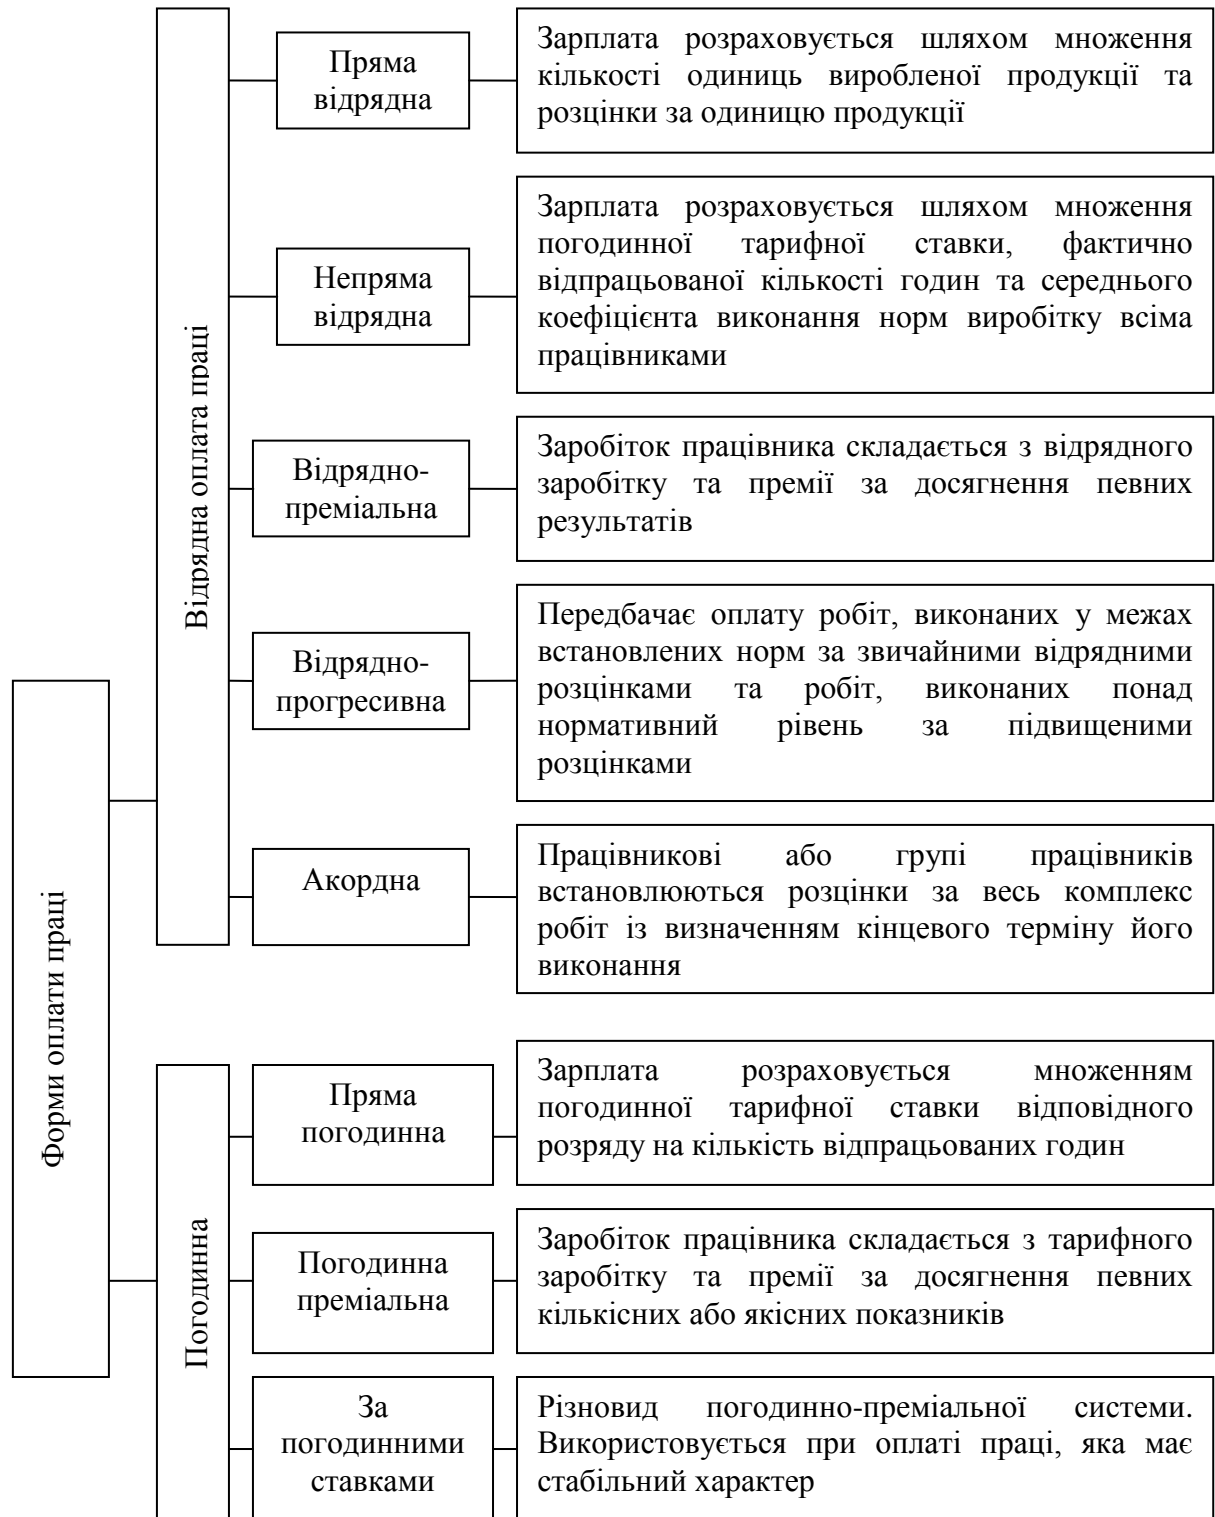 Форми оплати праці
Відрядна оплата праці
Пряма
відрядна
Зарплата розраховується шляхом множення
кількості одиниць виробленої продукції та
розцінки за одиницю продукції
Непряма
відрядна
Зарплата розраховується шляхом множення
погодинної тарифної ставки, фактично
відпрацьованої кількості годин та середнього
коефіцієнта виконання норм виробітку всіма
працівниками
Відрядно-
преміальна
Заробіток працівника складається з відрядного
заробітку та премії за досягнення певних
результатів
Відрядно-
прогресивна
Передбачає оплату робіт, виконаних у межах
встановлених норм за звичайними відрядними
розцінками та робіт, виконаних понад
нормативний рівень за підвищеними
розцінками
Акордна
Працівникові або групі працівників
встановлюються розцінки за весь комплекс
робіт із визначенням кінцевого терміну його
виконання
Погодинна
Пряма
погодинна
Зарплата розраховується множенням
погодинної тарифної ставки відповідного
розряду на кількість відпрацьованих годин
Погодинна
преміальна
Заробіток працівника складається з тарифного
заробітку та премії за досягнення певних
кількісних або якісних показників
За
погодинними
ставками
Різновид погодинно-преміальної системи.
Використовується при оплаті праці, яка має
стабільний характер